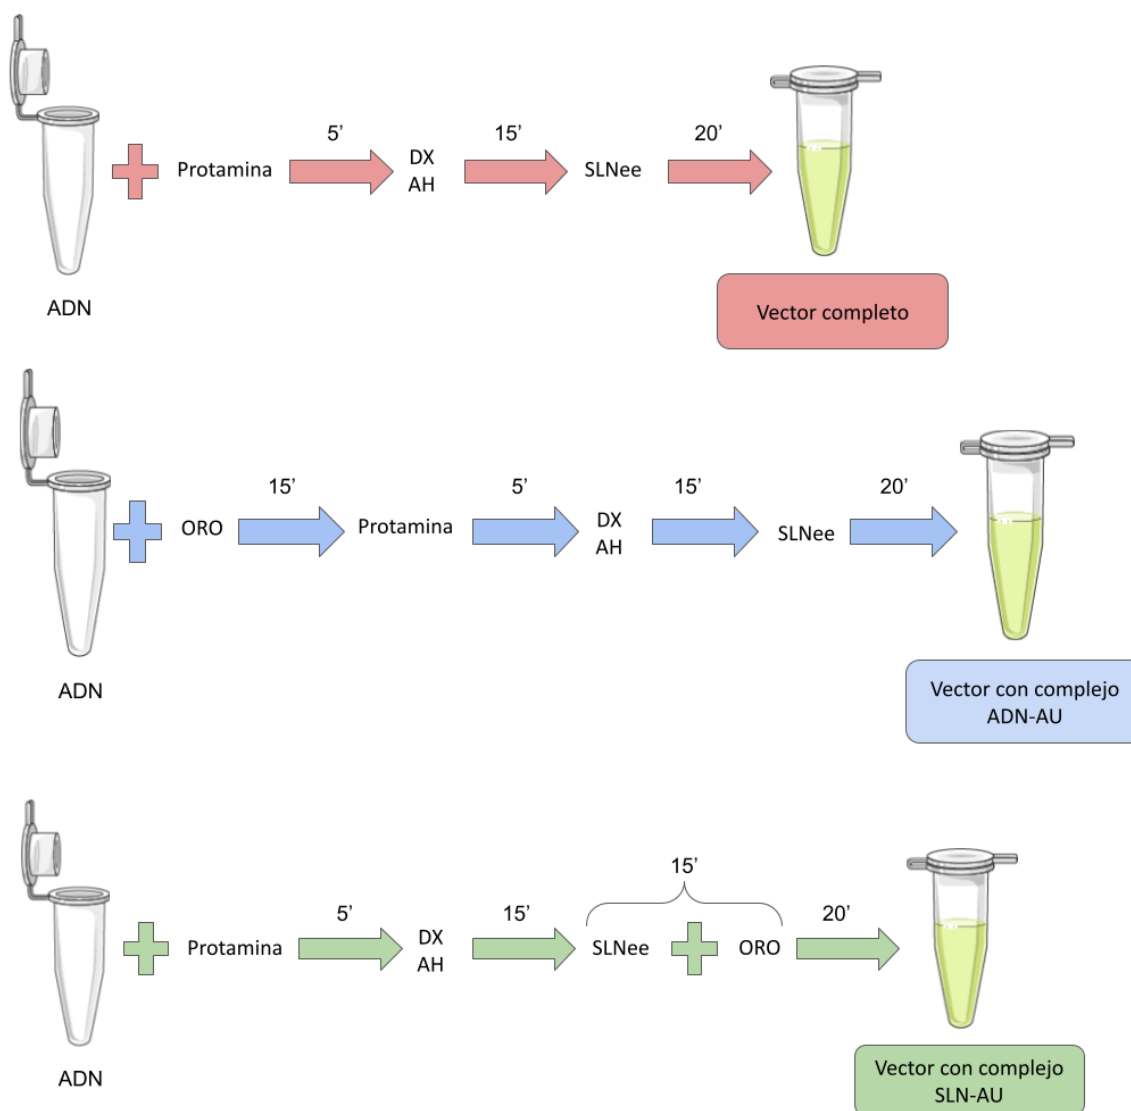 5’
15’
20’
Protamina
DX
AH
SLNee
ADN
Vector completo
15’
5’
15’
20’
ORO
Protamina
DX
AH
SLNee
ADN
Vector con complejo
ADN-AU
15’
5’
15’
20’
Protamina
DX
AH
SLNee
ORO
ADN
Vector con complejo
SLN-AU